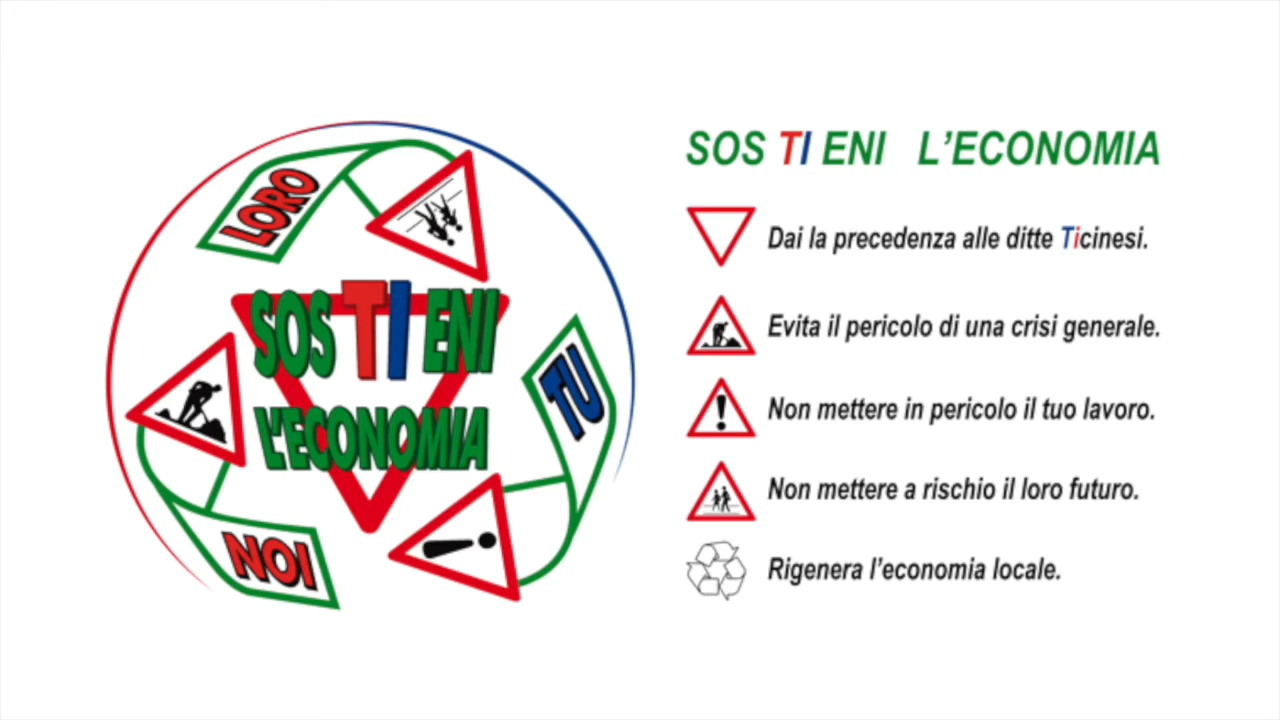 LORO
SOS TI ENI
L'ECONOMIA
TU
NOI
SOS TI ENI L'ECONOMIA
Dai la precedenza alle ditte Ticinesi.
Evita il pericolo di una crisi generale.
Non mettere in pericolo il tuo lavoro.
Non mettere a rischio il loro futuro.
Rigenera l'economia locale.